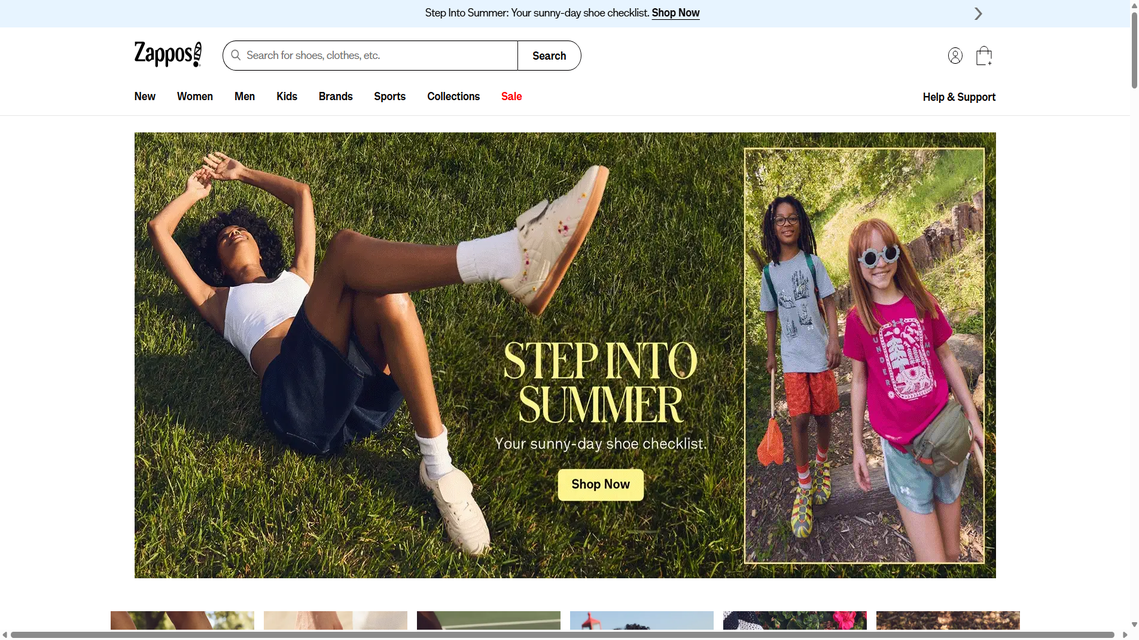 Step Into Summer: Your sunny-day shoe checklist. Shop Now
Zappos
Search for shoes, clothes, etc.
Search
New Women Men Kids Brands Sports Collections Sale
Help & Support
STEP INTO
SUMMER
Your sunny-day shoe checklist.
Shop Now